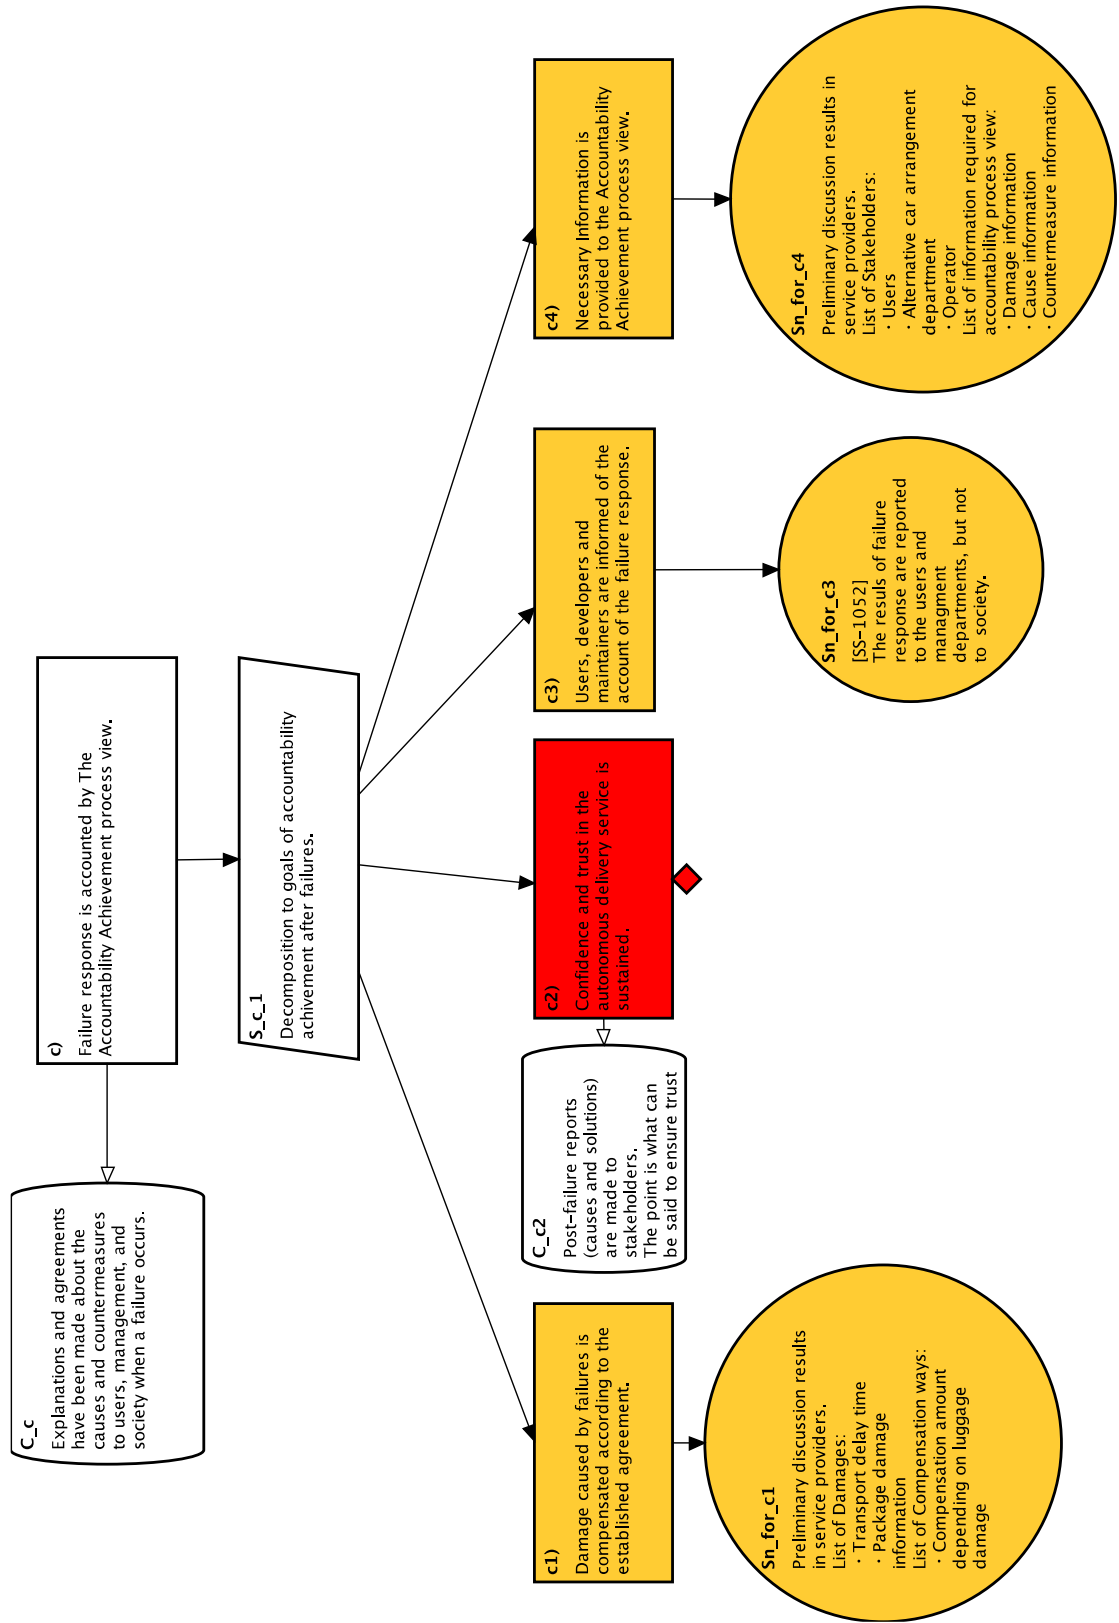 C_c
Explanations and agreements
have been made about the
causes and countermeasures
to users, management, and
society when a failure occurs.
c)
Failure response is accounted by The
Accountability Achievement process view.
S_c_1
Decomposition to goals of accountability
achivement after failures.
c1)
Damage caused by failures is
compensated according to the
established agreement.
C_c2
Post-failure reports
(causes and solutions)
are made to
stakeholders.
The point is what can
be said to ensure trust
c2)
Confidence and trust in the
autonomous delivery service is
sustained.
c3)
Users, developers and
maintainers are informed of the
account of the failure response.
c4)
Necessary Information is
provided to the Accountability
Achievement process view.
Sn_for_c1
Preliminary discussion results
in service providers.
List of Damages:
・Transport delay time
・Package damage
information
List of Compensation ways:
・Compensation amount
depending on luggage
damage
Sn_for_c3
[SS-1052]
The resuls of failure
response are reported
to the users and
managment
departments, but not
to society.
Sn_for_c4
Preliminary discussion results in
service providers.
List of Stakeholders:
・Users
・Alternative car arrangement
department
・Operator
List of information required for
accountability process view:
・Damage information
・Cause information
・Countermeasure information